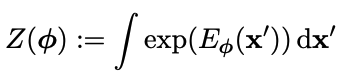 Z(ϕ) := ∫ exp(E_ϕ(x′)) dx′